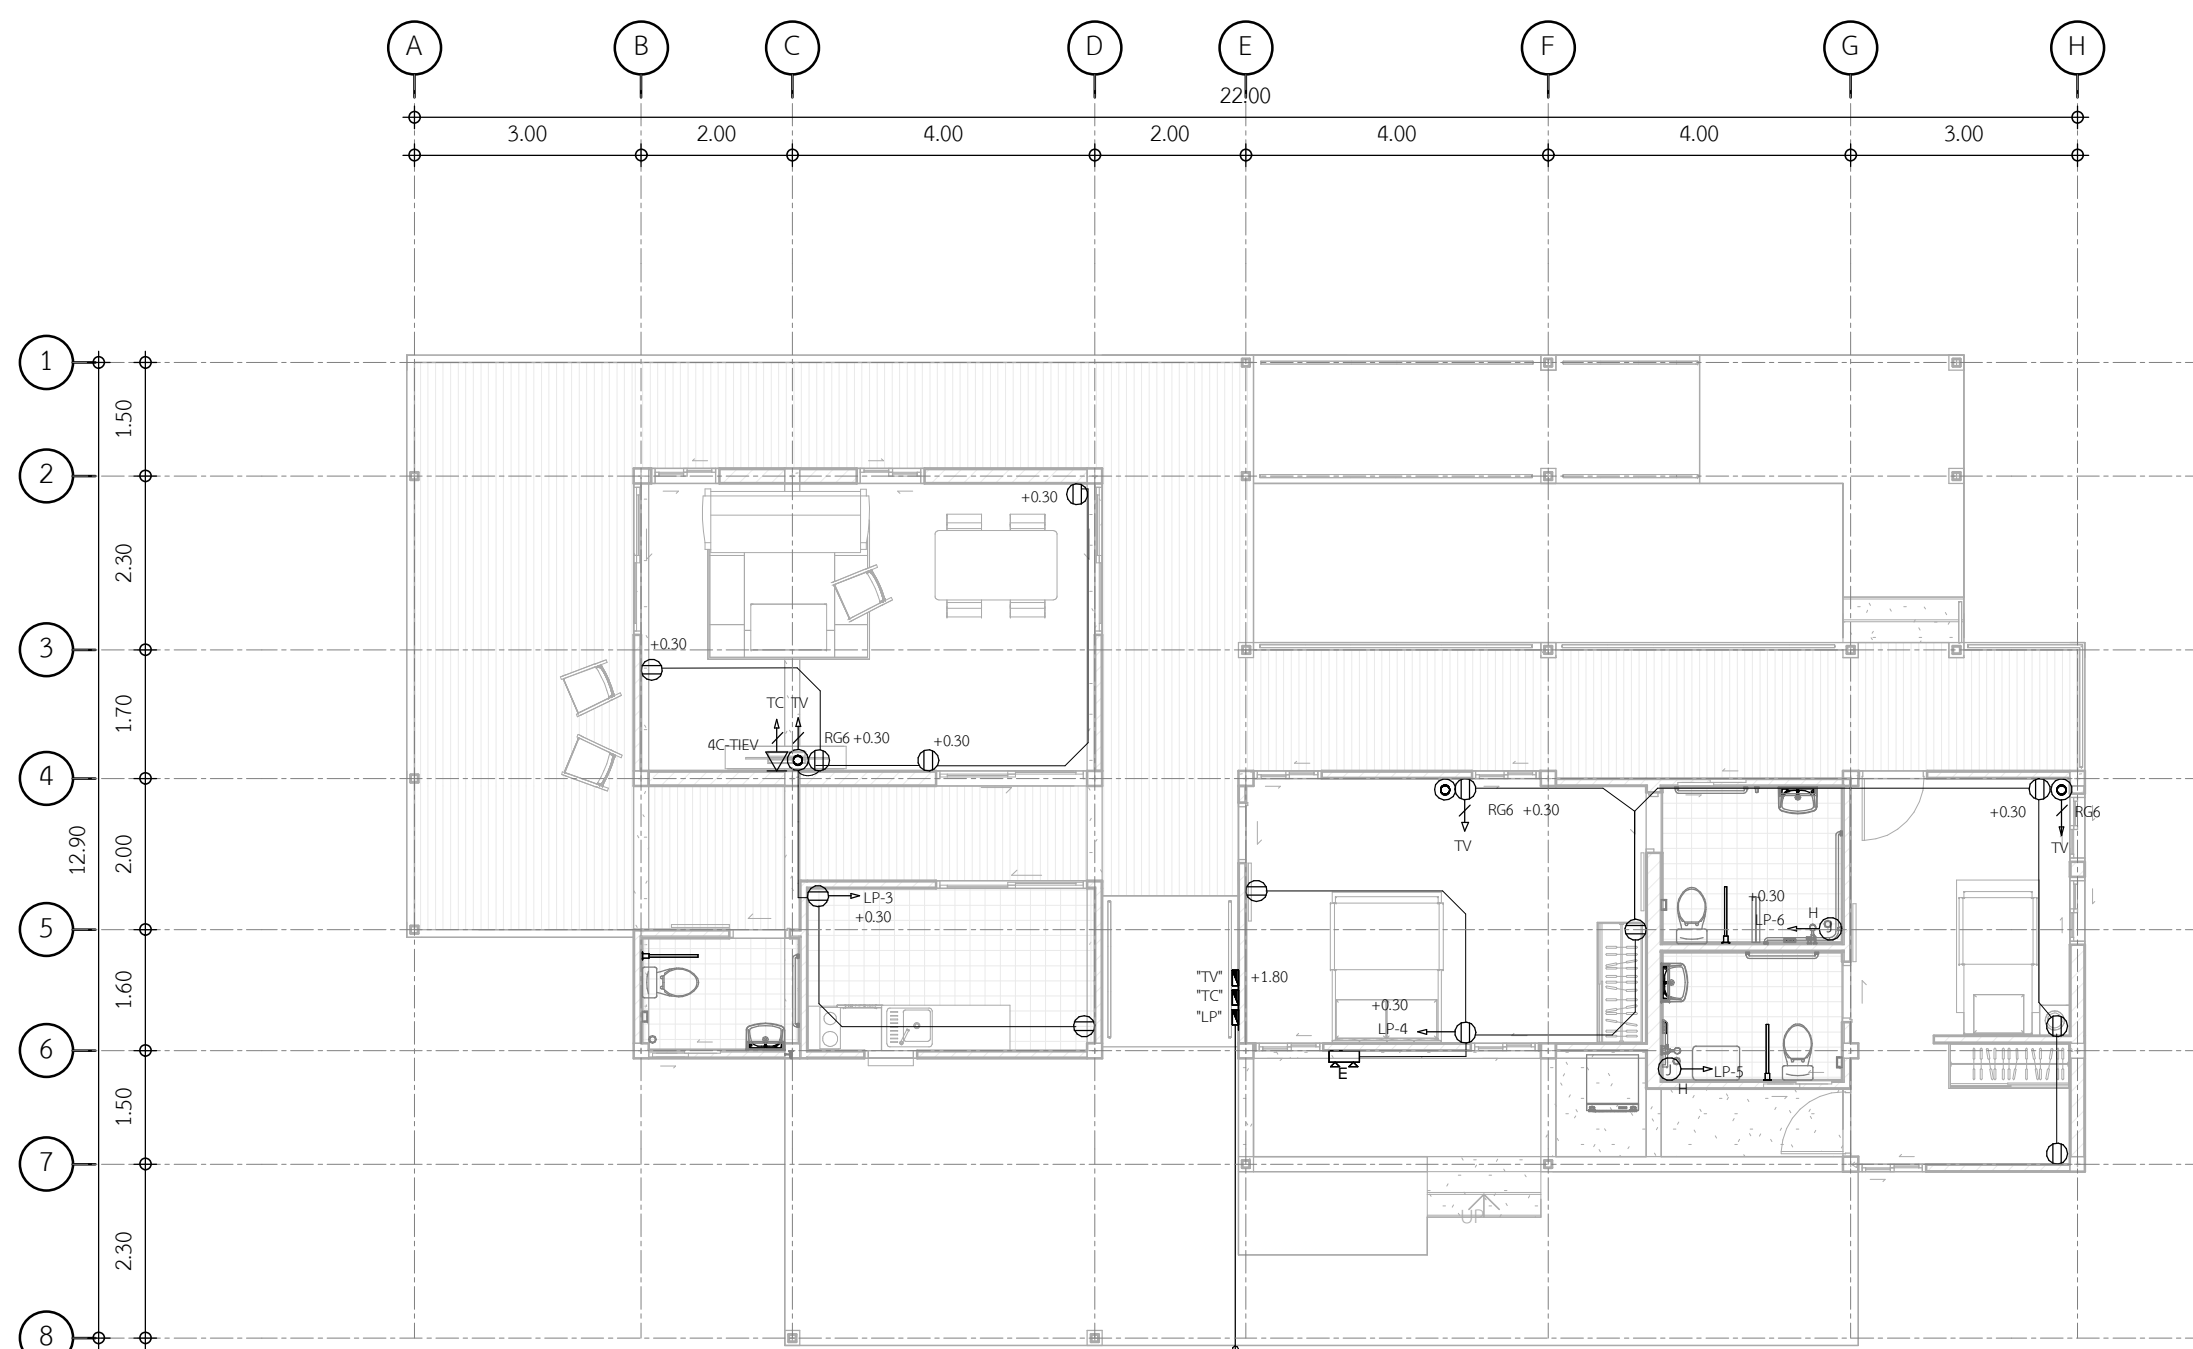 A B C D E F G H
22.00
3.00 2.00 4.00 2.00 4.00 4.00 3.00
1
1.50
2
+0.30
2.30
+0.30
3
1.70
TC TV
4C-TIEV
RG6 +0.30
+0.30
4
RG6 +0.30
TV
+0.30
RG6
TV
12.90
2.00
LP-3
+0.30
+0.30
LP-6
H
5
"TV"
+1.80
"TC"
"LP"
1.60
+0.30
LP-4
6
E
LP-5
H
1.50
7
UP
2.30
8